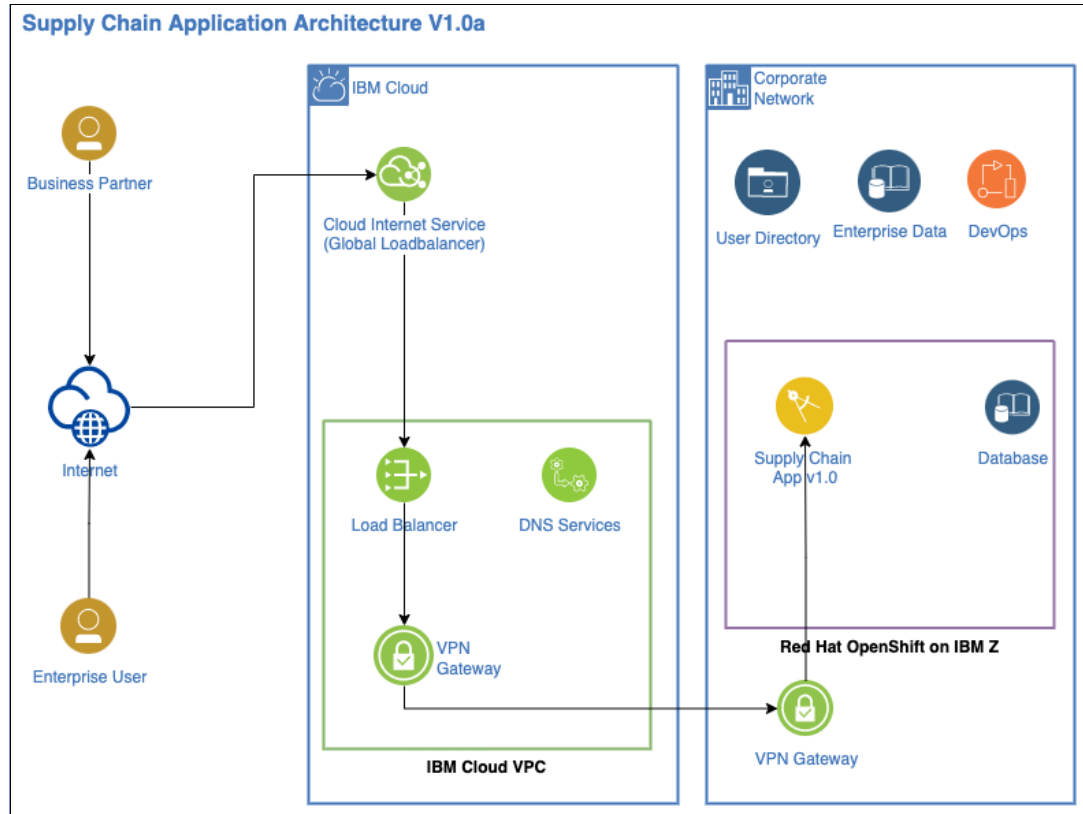 Supply Chain Application Architecture V1.0a
IBM Cloud
Corporate
Network
Business Partner
Cloud Internet Service
(Global Loadbalancer)
User Directory
Enterprise Data
DevOps
Internet
Load Balancer
DNS Services
Supply Chain
App v1.0
Database
Enterprise User
VPN
Gateway
Red Hat OpenShift on IBM Z
VPN Gateway
IBM Cloud VPC